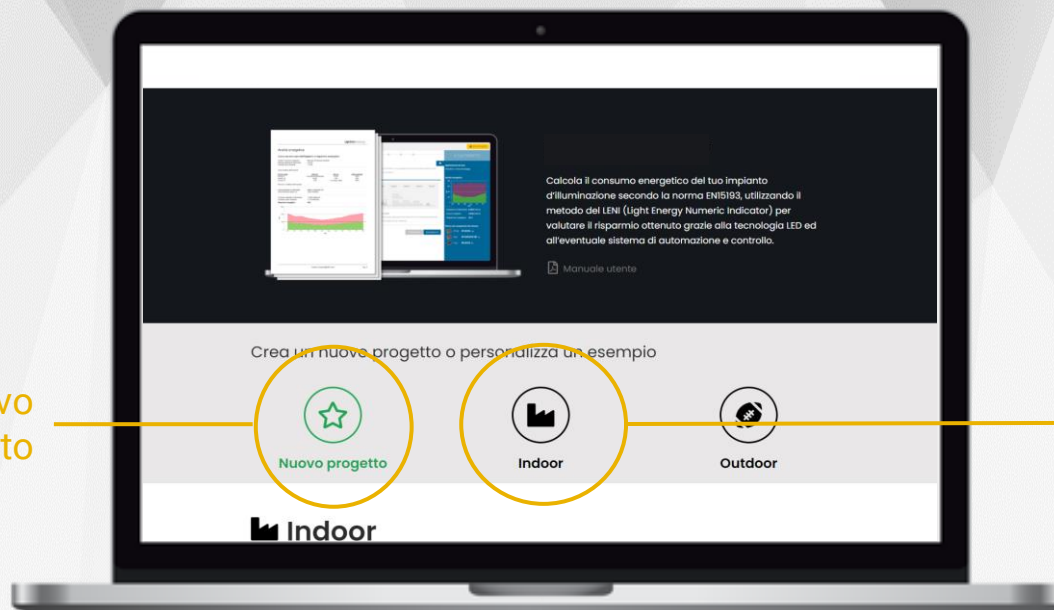 Calcola il consumo energetico del tuo impianto
d'illuminazione secondo la norma EN15193, utilizzando il
metodo del LENI (Light Energy Numeric Indicator) per
valutare il risparmio ottenuto grazie alla tecnologia LED ed
all'eventuale sistema di automazione e controllo.
Manuale utente
Crea un nuovo progetto o personalizza un esempio
vo
to
Nuovo progetto
Indoor
Outdoor
Indoor